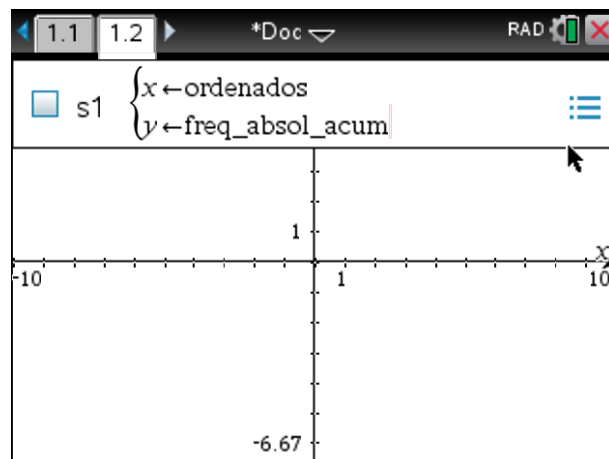 1.1 1.2 *Doc RAD
s1 x←ordenados
y←freq_absol_acum
1
x
-10 1 10
-6.67